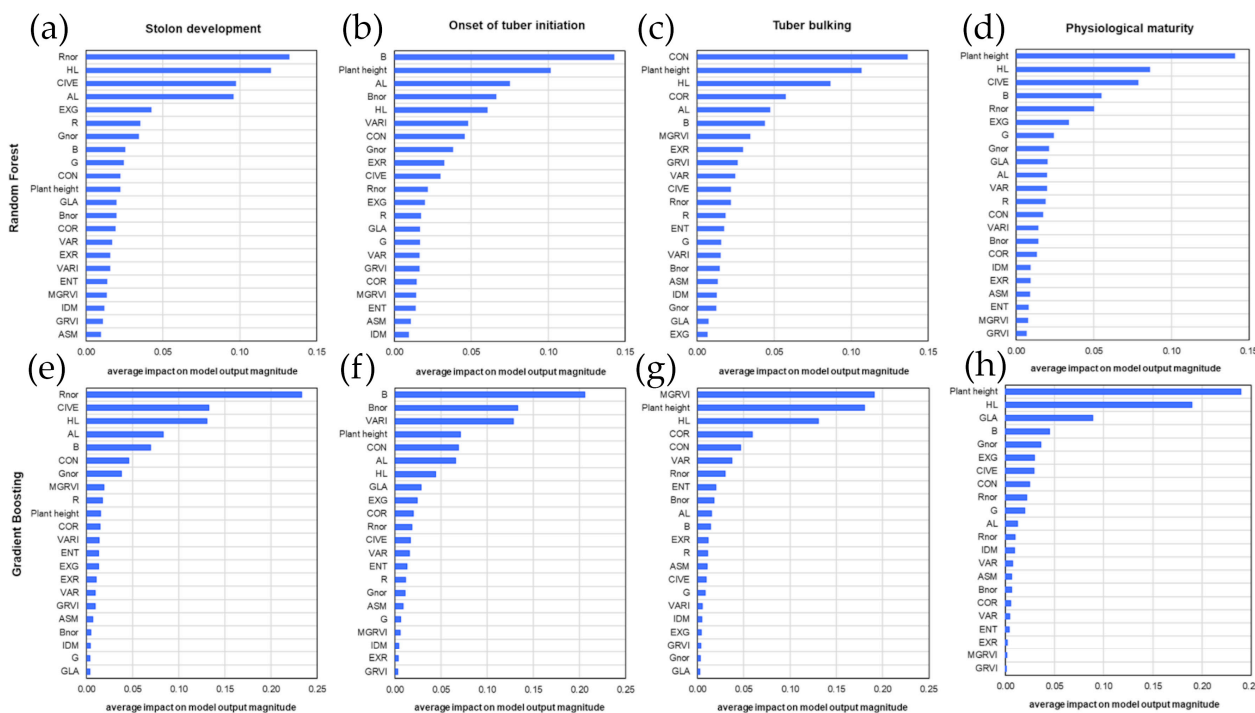 (a)
Stolon development
Rnor
HL
CIVE
AL
EXG
R
Gnor
B
G
CON
Plant height
GLA
Bnor
COR
VAR
EXR
VARI
ENT
MGRVI
IDM
GRVI
ASM
0.00 0.05 0.10 0.15
average impact on model output magnitude
(b)
Onset of tuber initiation
B
Plant height
AL
Bnor
HL
VARI
CON
Gnor
EXR
CIVE
Rnor
EXG
R
GLA
G
VAR
GRVI
COR
MGRVI
ENT
ASM
IDM
0.00 0.05 0.10 0.15
average impact on model output magnitude
(c)
Tuber bulking
CON
Plant height
HL
COR
AL
B
MGRVI
EXR
GRVI
VAR
CIVE
Rnor
R
ENT
G
VARI
Bnor
ASM
IDM
Gnor
GLA
EXG
0.00 0.05 0.10 0.15
average impact on model output magnitude
(d)
Physiological maturity
Plant height
HL
CIVE
B
Rnor
EXG
G
Gnor
GLA
AL
VAR
R
CON
VARI
Bnor
COR
IDM
EXR
ASM
ENT
MGRVI
GRVI
0.00 0.05 0.10 0.15
average impact on model output magnitude
Random Forest
(e)
Rnor
CIVE
HL
AL
B
CON
Gnor
MGRVI
R
Plant height
COR
VARI
ENT
EXG
EXR
VAR
GRVI
ASM
Bnor
IDM
G
GLA
0.00 0.05 0.10 0.15 0.20 0.25
average impact on model output magnitude
(f)
B
Bnor
VARI
Plant height
CON
AL
HL
GLA
EXG
COR
Rnor
CIVE
VAR
ENT
R
Gnor
ASM
G
MGRVI
IDM
EXR
GRVI
0.00 0.05 0.10 0.15 0.20 0.25
average impact on model output magnitude
(g)
MGRVI
Plant height
HL
COR
CON
VAR
Rnor
ENT
Bnor
AL
B
EXR
R
ASM
CIVE
G
VARI
IDM
EXG
GRVI
Gnor
GLA
0.00 0.05 0.10 0.15 0.20 0.25
average impact on model output magnitude
(h)
Plant height
HL
GLA
B
Gnor
EXG
CIVE
CON
Rnor
G
AL
Rnor
IDM
VAR
ASM
Bnor
COR
VAR
ENT
EXR
MGRVI
GRVI
0.00 0.05 0.10 0.15 0.20 0.25
average impact on model output magnitude
Gradient Boosting